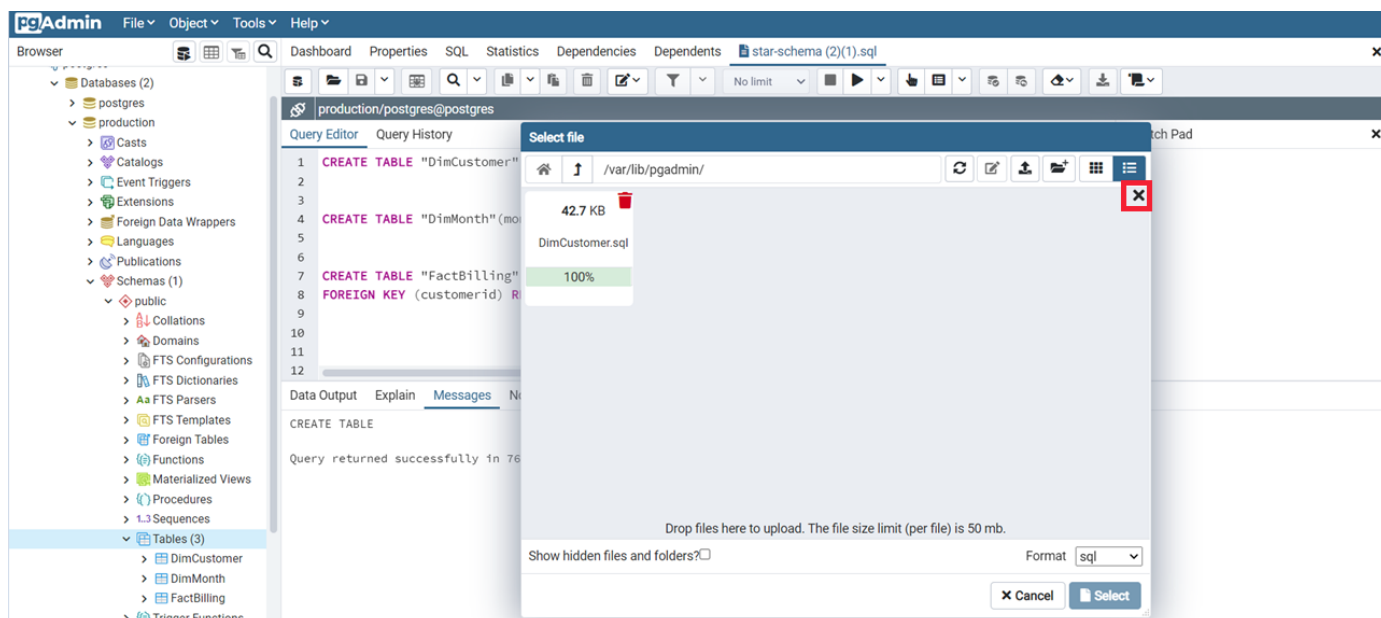 pgAdmin File Object Tools Help
Browser
Dashboard Properties SQL Statistics Dependencies Dependents star-schema (2)(1).sql
Databases (2)
postgres
production
Casts
Catalogs
Event Triggers
Extensions
Foreign Data Wrappers
Languages
Publications
Schemas (1)
public
Collations
Domains
FTS Configurations
FTS Dictionaries
Aa FTS Parsers
FTS Templates
Foreign Tables
Functions
Materialized Views
Procedures
1..3 Sequences
Tables (3)
DimCustomer
DimMonth
FactBilling
Trigger Functions
No limit
production/postgres@postgres
Query Editor Query History
1 CREATE TABLE "DimCustomer"
2
3
4 CREATE TABLE "DimMonth"(mo
5
6
7 CREATE TABLE "FactBilling"
8 FOREIGN KEY (customerid) R
9
10
11
12
Data Output Explain Messages
CREATE TABLE
Query returned successfully in 76
tch Pad
Select file
/var/lib/pgadmin/
42.7 KB
DimCustomer.sql
100%
Drop files here to upload. The file size limit (per file) is 50 mb.
Show hidden files and folders?
Format sql
Cancel Select